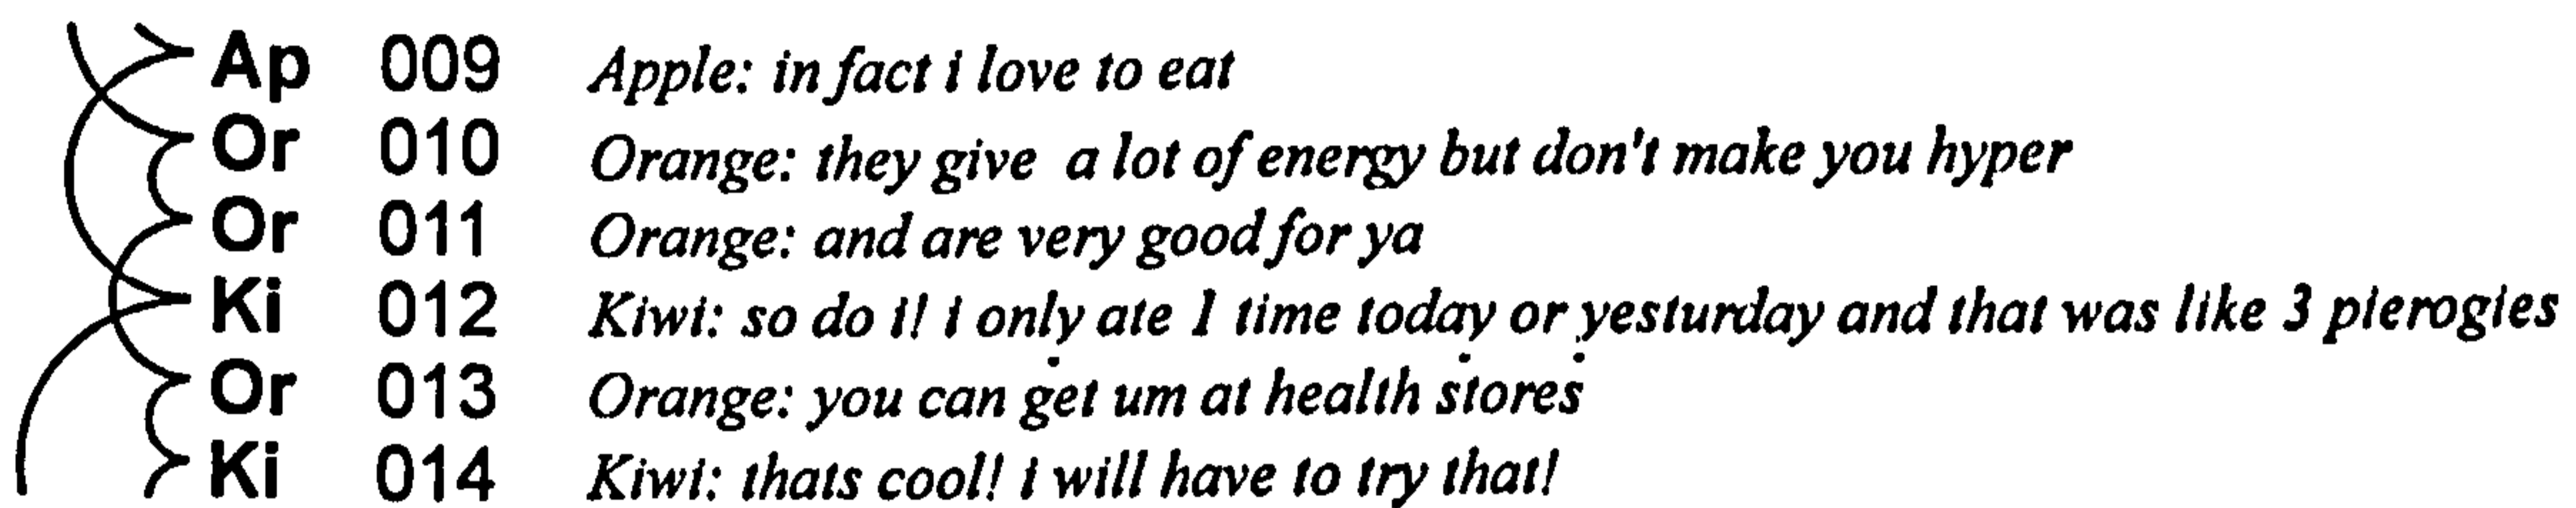 Ap 009 Apple: in fact i love to eat
Or 010 Orange: they give a lot of energy but don't make you hyper
Or 011 Orange: and are very good for ya
Ki 012 Kiwi: so do i! i only ate 1 time today or yesturday and that was like 3 pierogies
Or 013 Orange: you can get um at health stores
Ki 014 Kiwi: thats cool! i will have to try that!